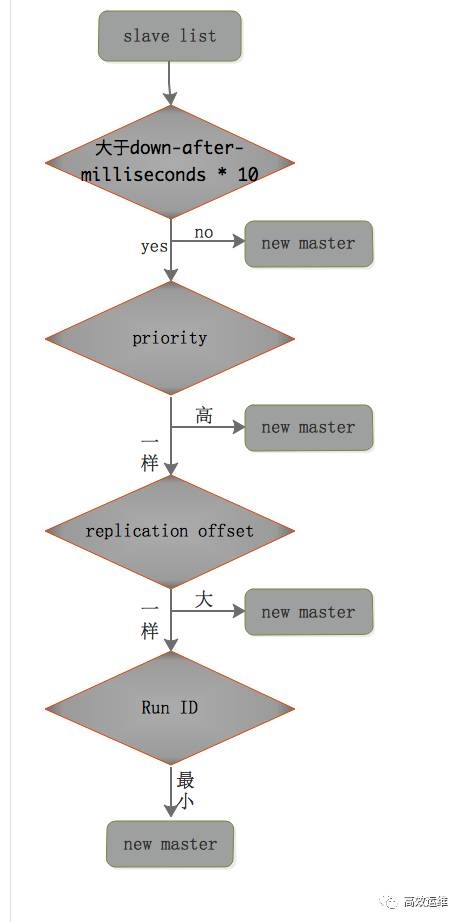 slave list
大于down-after-
milliseconds * 10
no
yes
new master
priority
高
new master
一
样
replication offset
大
new master
一
样
Run ID
最
小
new master
高效运维